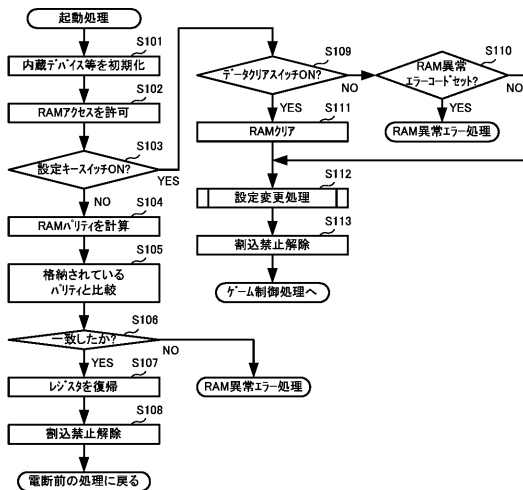 起動処理
S101
内蔵デバイス等を初期化
S102
RAMアクセスを許可
S103
設定キースイッチON?
YES
NO
S104
RAMパリティを計算
S105
格納されている
パリティと比較
S106
一致したか?
NO
YES
S107
レジスタを復帰
RAM異常エラー処理
S108
割込禁止解除
電断前の処理に戻る
S109
データクリアスイッチON?
NO
YES
S110
RAM異常
エラーコードセット?
NO
YES
RAM異常エラー処理
S111
RAMクリア
S112
設定変更処理
S113
割込禁止解除
ゲーム制御処理へ